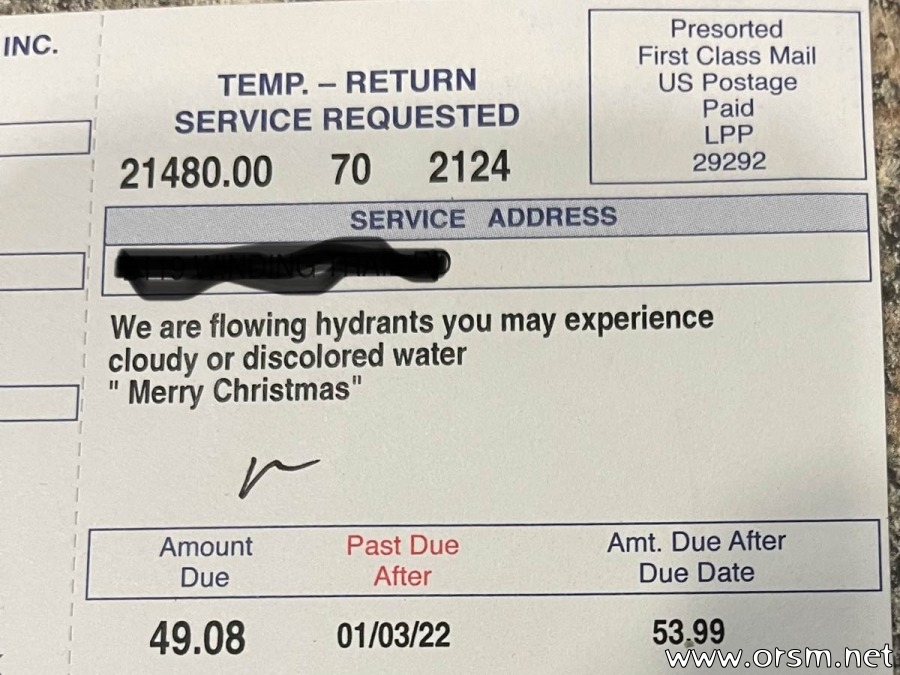 INC.
TEMP. – RETURN
SERVICE REQUESTED
Presorted
First Class Mail
US Postage
Paid
LPP
29292
21480.00 70 2124
SERVICE ADDRESS
We are flowing hydrants you may experience
cloudy or discolored water
" Merry Christmas"
Amount
Due
Past Due
After
Amt. Due After
Due Date
49.08 01/03/22 53.99
www.orsm.net